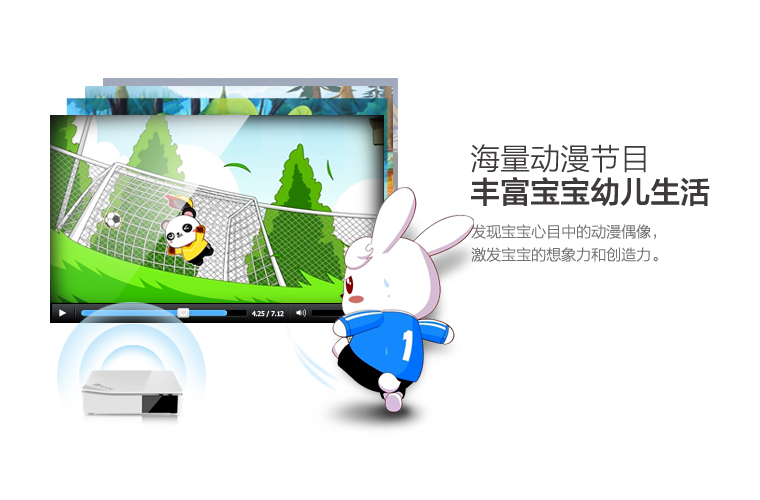 海量动漫节目
丰富宝宝幼儿生活
发现宝宝心目中的动漫偶像，
激发宝宝的想象力和创造力。
4.25 / 7.12
1